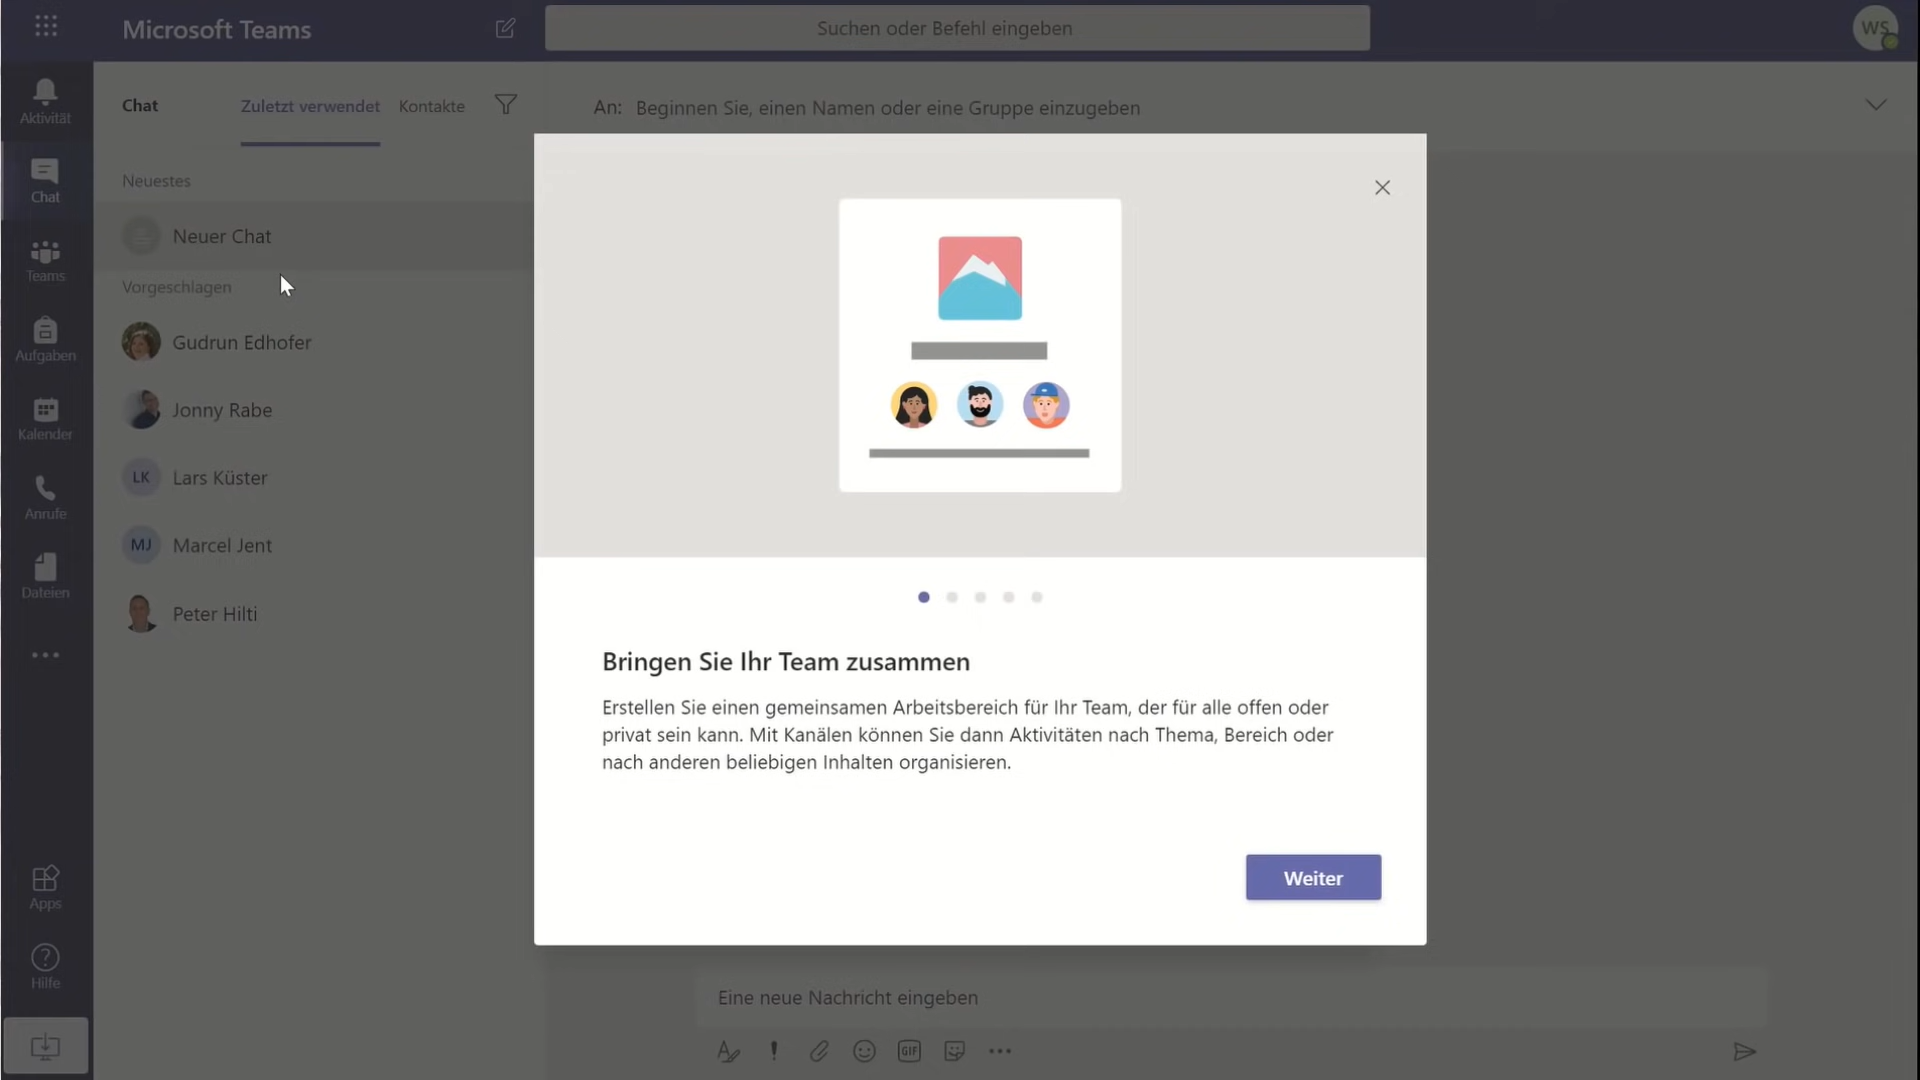 Microsoft Teams
Suchen oder Befehl eingeben
WS
Aktivität
Chat
Teams
Aufgaben
Kalender
Anrufe
Dateien
Apps
Hilfe
Chat
Zuletzt verwendet
Kontakte
Neuestes
Neuer Chat
Vorgeschlagen
Gudrun Edhofer
Jonny Rabe
LK
Lars Küster
MJ
Marcel Jent
Peter Hilti
An: Beginnen Sie, einen Namen oder eine Gruppe einzugeben
Bringen Sie Ihr Team zusammen
Erstellen Sie einen gemeinsamen Arbeitsbereich für Ihr Team, der für alle offen oder
privat sein kann. Mit Kanälen können Sie dann Aktivitäten nach Thema, Bereich oder
nach anderen beliebigen Inhalten organisieren.
Weiter
Eine neue Nachricht eingeben
GIF